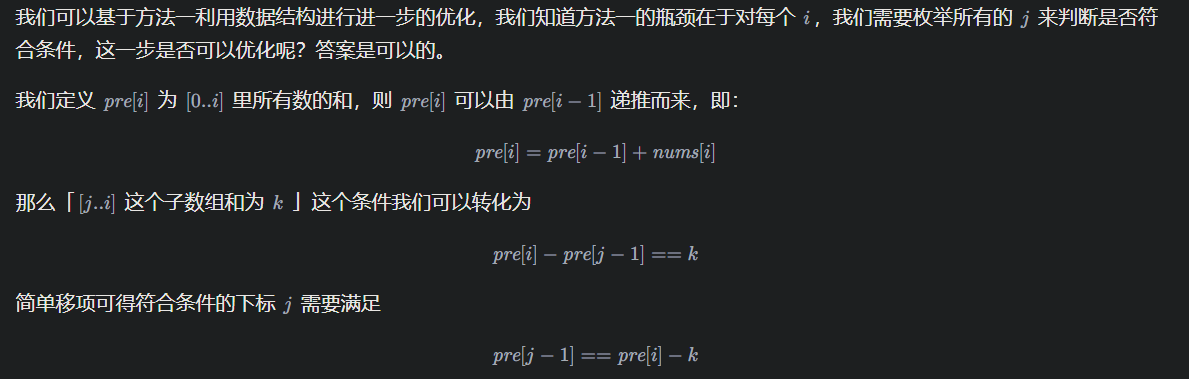 我们可以基于方法一利用数据结构进行进一步的优化，我们知道方法一的瓶颈在于对每个 i，我们需要枚举所有的 j 来判断是否符
合条件，这一步是否可以优化呢？答案是可以的。
我们定义 pre[i] 为 [0..i] 里所有数的和，则 pre[i] 可以由 pre[i − 1] 递推而来，即：
pre[i] = pre[i − 1] + nums[i]
那么「[j..i] 这个子数组和为 k 」这个条件我们可以转化为
pre[i] − pre[j − 1] == k
简单移项可得符合条件的下标 j 需要满足
pre[j − 1] == pre[i] − k